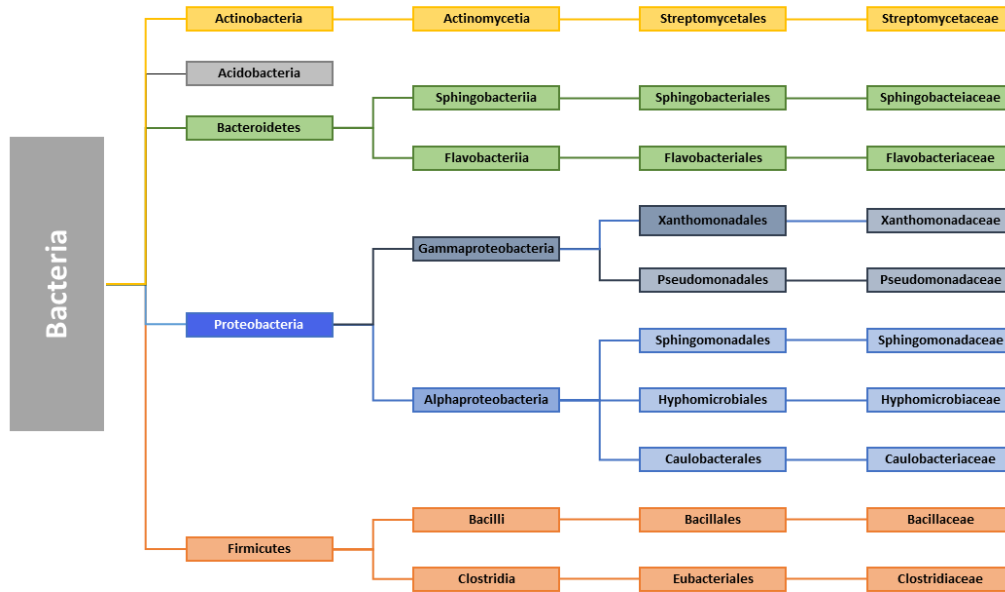 Bacteria
Actinobacteria
Actinomycetia
Streptomycetales
Streptomycetaceae
Acidobacteria
Bacteroidetes
Sphingobacteriia
Sphingobacteriales
Sphingobacteiaceae
Flavobacteriia
Flavobacteriales
Flavobacteriaceae
Proteobacteria
Gammaproteobacteria
Xanthomonadales
Xanthomonadaceae
Pseudomonadales
Pseudomonadaceae
Alphaproteobacteria
Sphingomonadales
Sphingomonadaceae
Hyphomicrobiales
Hyphomicrobiaceae
Caulobacterales
Caulobacteriaceae
Firmicutes
Bacilli
Bacillales
Bacillaceae
Clostridia
Eubacteriales
Clostridiaceae